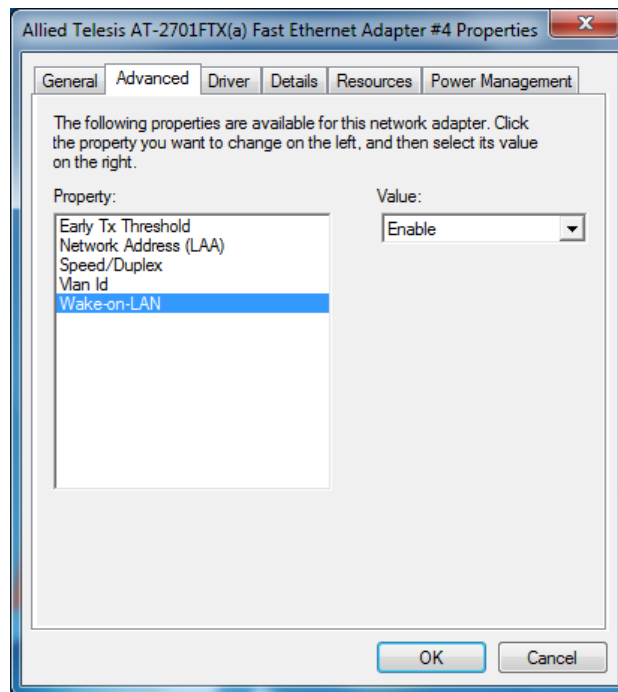 Allied Telesis AT-2701FTX(a) Fast Ethernet Adapter #4 Properties
General Advanced Driver Details Resources Power Management
The following properties are available for this network adapter. Click
the property you want to change on the left, and then select its value
on the right.
Property: Value:
Early Tx Threshold Enable
Network Address (LAA)
Speed/Duplex
Vlan Id
Wake-on-LAN
OK Cancel